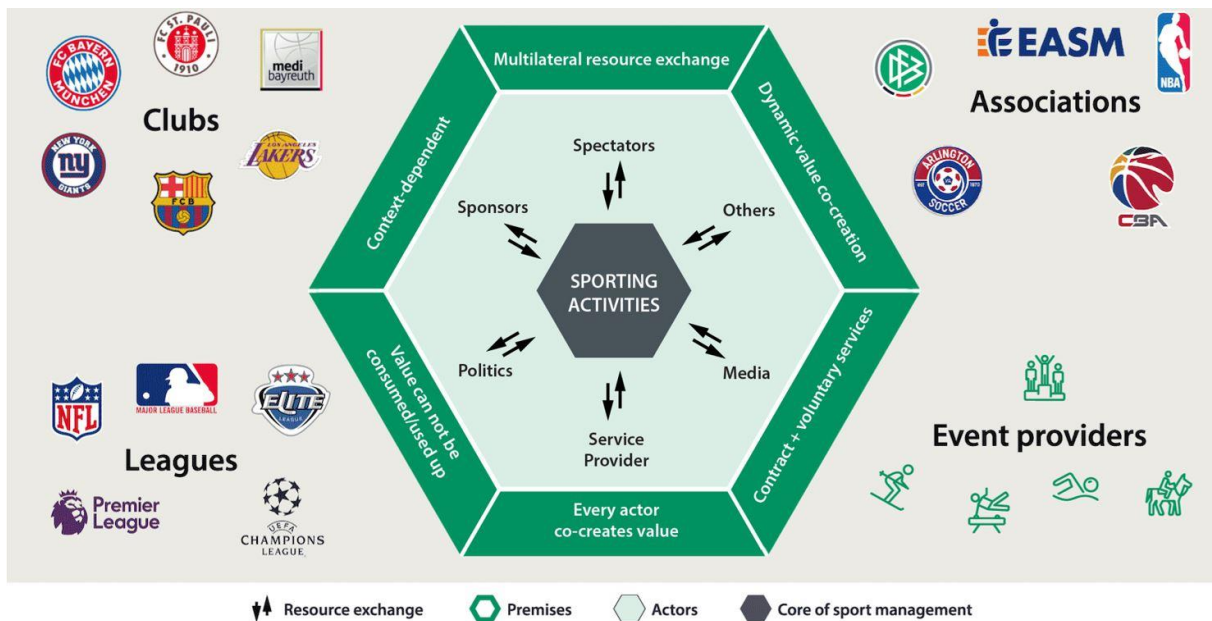 FC BAYERN
MÜNCHEN
FC ST. PAULI
1910
medi
bayreuth
Clubs
NEW YORK
ny
GIANTS
LOS ANGELES
LAKERS
FCB
Multilateral resource exchange
Context-dependent
Dynamic value co-creation
Spectators
Sponsors
Others
SPORTING
ACTIVITIES
Politics
Media
Service
Provider
Value can not be
consumed/used up
Contract + voluntary services
Every actor
co-creates value
EASM
NBA
Associations
ARLINGTON
SOCCER
CBA
NFL
MAJOR LEAGUE BASEBALL
ELITE
LEAGUE
Leagues
Premier
League
UEFA
CHAMPIONS
LEAGUE
Event providers
Resource exchange
Premises
Actors
Core of sport management